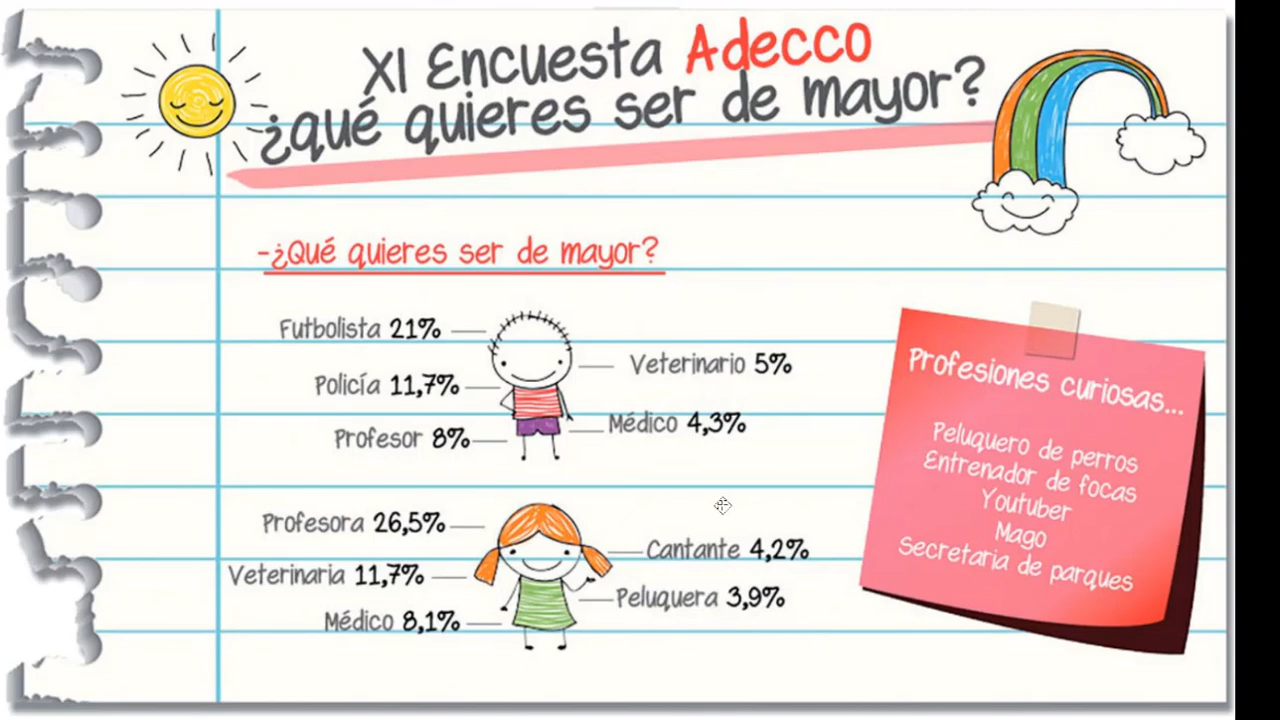 XI Encuesta Adecco
¿qué quieres ser de mayor?
-¿Qué quieres ser de mayor?
Futbolista 21%
Policía 11,7%
Profesor 8%
Veterinario 5%
Médico 4,3%
Profesora 26,5%
Veterinaria 11,7%
Médico 8,1%
Cantante 4,2%
Peluquera 3,9%
Profesiones curiosas...
Peluquero de perros
Entrenador de focas
Youtuber
Mago
Secretaria de parques